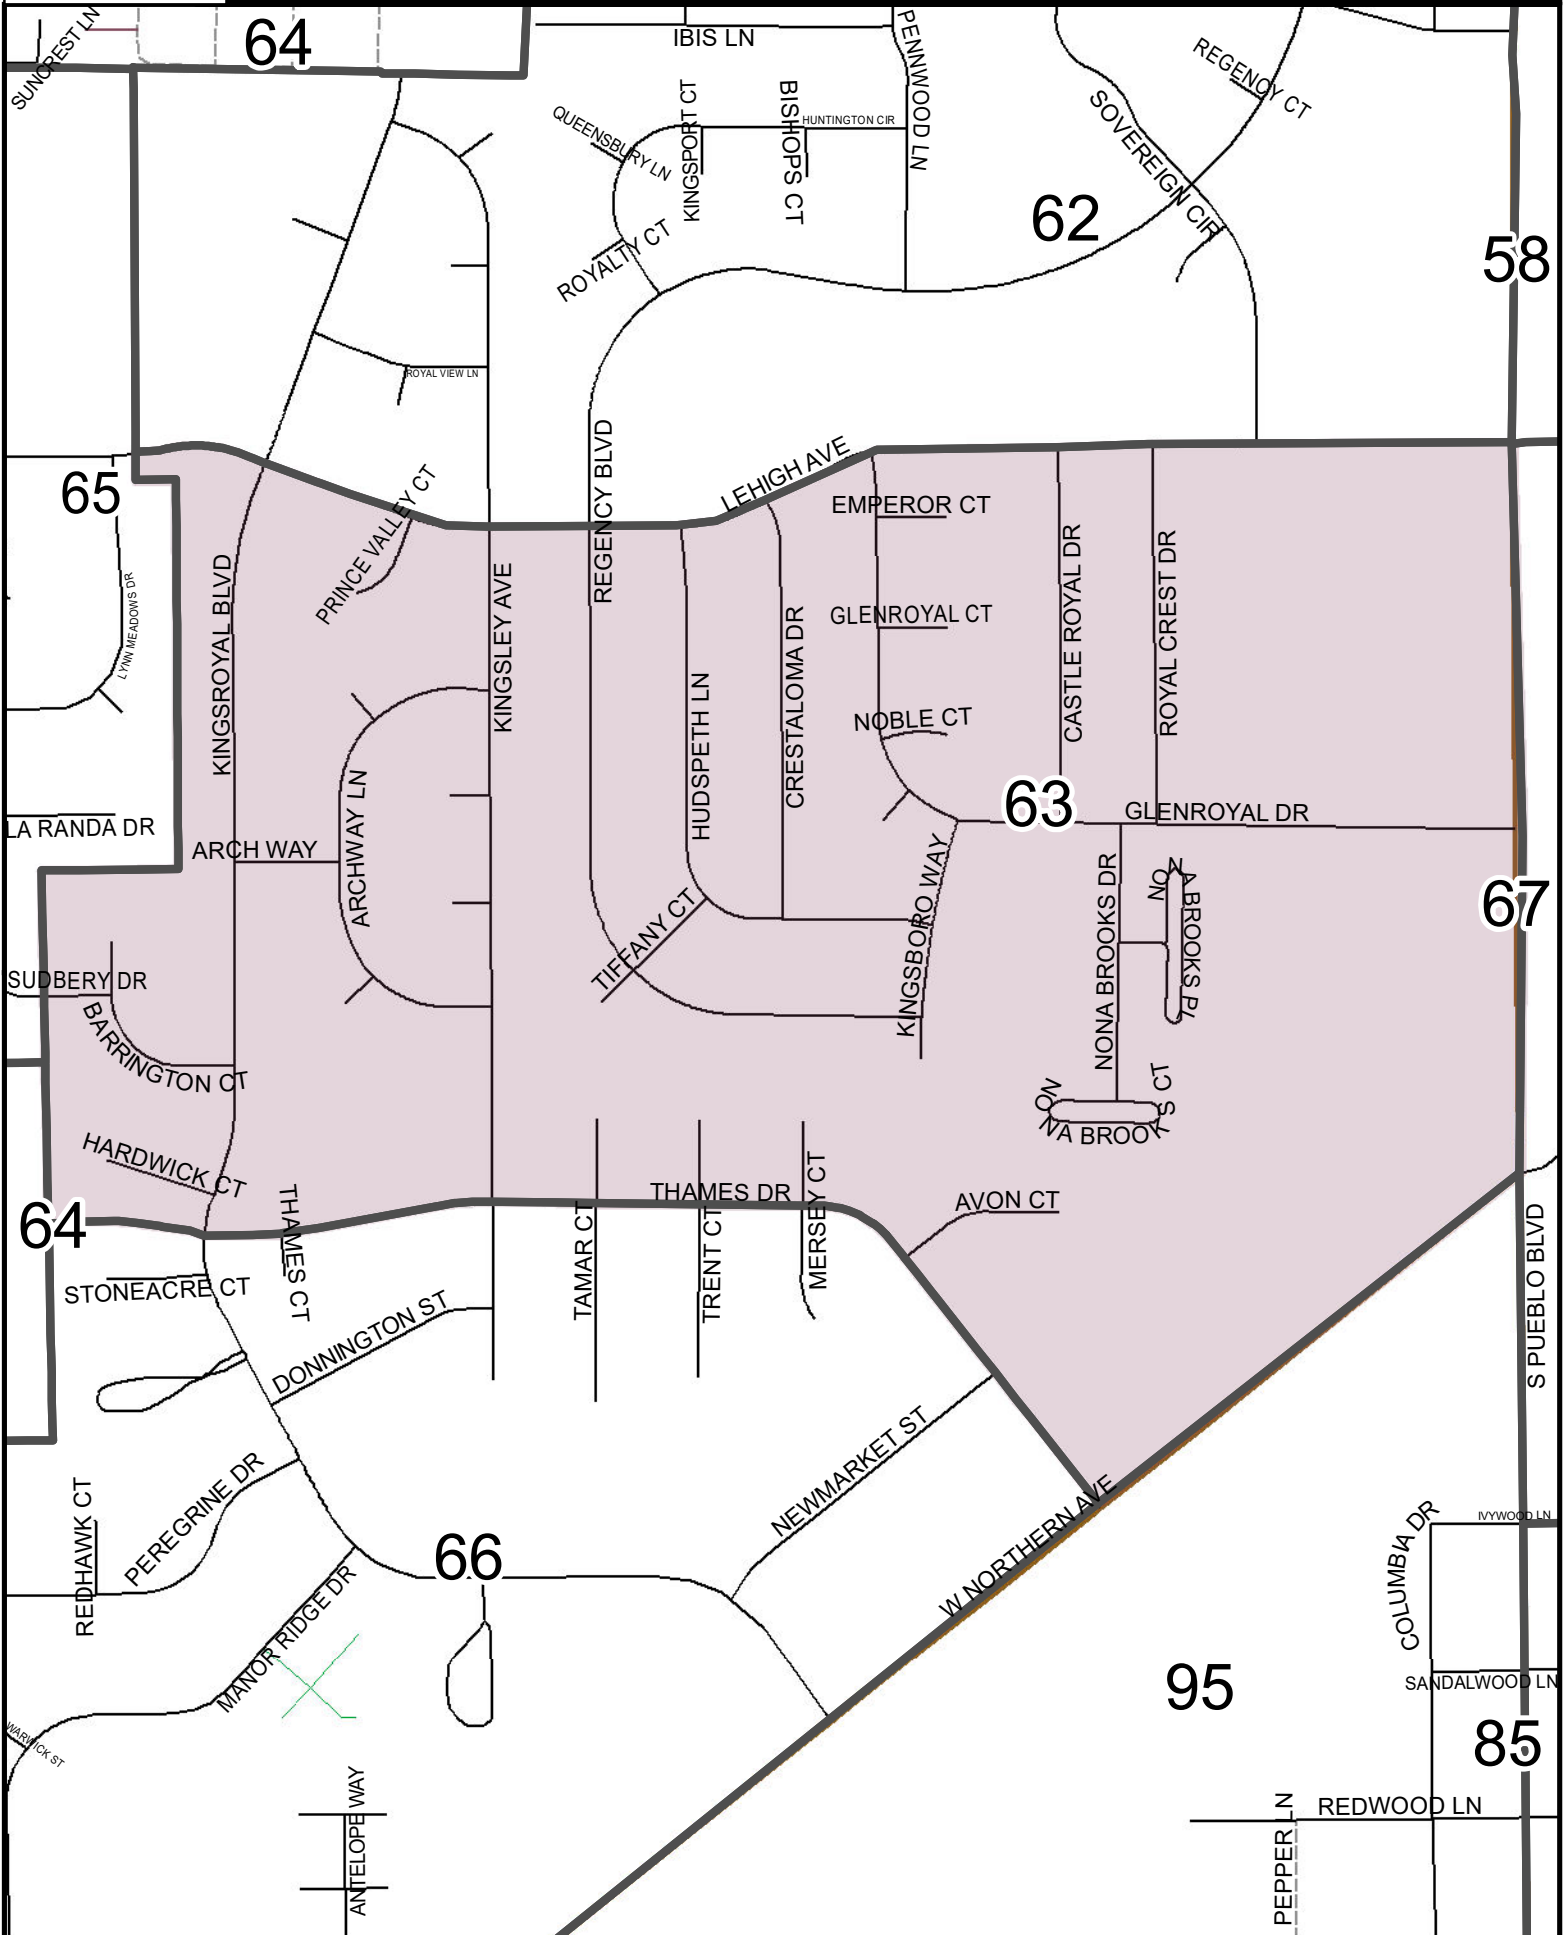 64
SUNCREST LN
IBIS LN
PENNWOOD LN
REGENCY CT
SOVEREIGN CIR
QUEENSBURY LN
KINGSPORT CT
BISHOPS CT
HUNTINGTON CIR
ROYALTY CT
62
58
ROYAL VIEW LN
65
PRINCE VALLEY CT
REGENCY BLVD
LEHIGH AVE
EMPEROR CT
LYNN MEADOWS DR
KINGSROYAL BLVD
KINGSLEY AVE
GLENROYAL CT
CASTLE ROYAL DR
ROYAL CREST DR
HUDSPETH LN
CRESTALOMA DR
NOBLE CT
63
GLENROYAL DR
LA RANDA DR
ARCH WAY
ARCHWAY LN
KINGSBORO WAY
NONA BROOKS DR
NONA BROOKS PL
67
TIFFANY CT
SUDBERY DR
BARRINGTON CT
NONA BROOKS CT
HARDWICK CT
THAMES DR
MERSEY CT
AVON CT
64
THAMES CT
TAMAR CT
TRENT CT
STONEACRE CT
DONNINGTON ST
S PUEBLO BLVD
NEWMARKET ST
W NORTHERN AVE
REDHAWK CT
PEREGRINE DR
66
COLUMBIA DR
IVYWOOD LN
MANOR RIDGE DR
95
SANDALWOOD LN
85
WARWICK ST
ANTELOPE WAY
PEPPER LN
REDWOOD LN